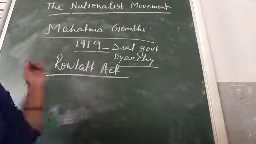 The Nationalist Movement
Mahatma Gandhi
1919 - Dual govt
Dyarchy
Rowlatt Act